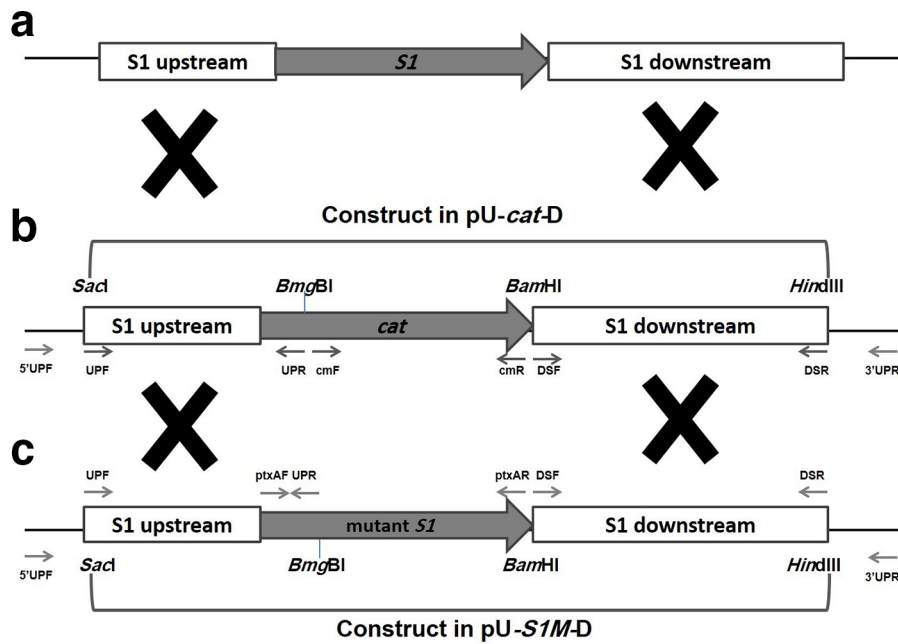 a
S1 upstream S1 S1 downstream
Construct in pU-cat-D
b
SacI BmgBI BamHI HindIII
S1 upstream cat S1 downstream
5'UPF UPF UPR cmF cmR DSF DSR 3'UPR
c
UPF ptxAF UPR ptxAR DSF DSR
S1 upstream mutant S1 S1 downstream
5'UPF SacI BmgBI BamHI HindIII 3'UPR
Construct in pU-S1M-D